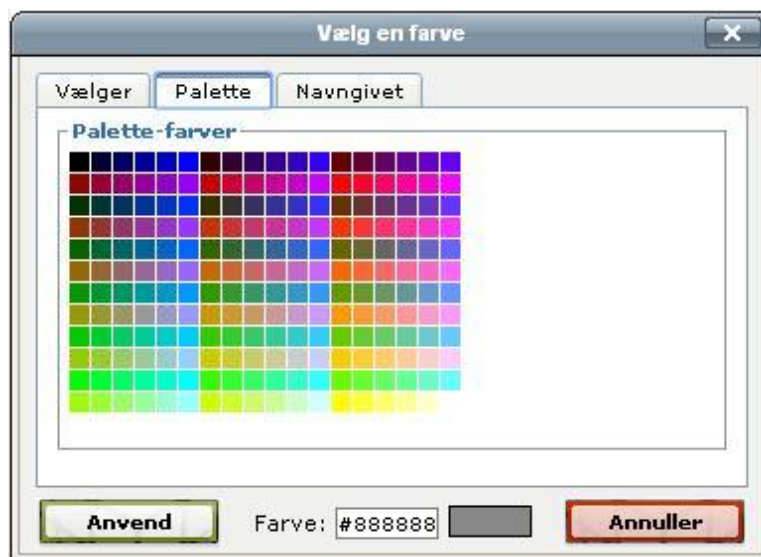 Vælg en farve
Vælger Palette Navngivet
Palette-farver
Anvend Farve: #888888 Annuller